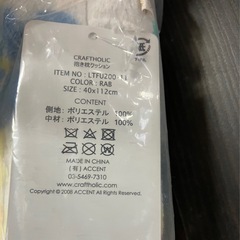 CRAFTHOLIC
抱き枕クッション
ITEM NO : LTFU200-11
COLOR : RAB
SIZE : 40x112cm
CONTENT
側地: ポリエステル 100%
中材: ポリエステル 100%
MADE IN CHINA
(有) ACCENT
03-5469-7310
www.craftholic.com
Copyright © 2008 ACCENT All Rights